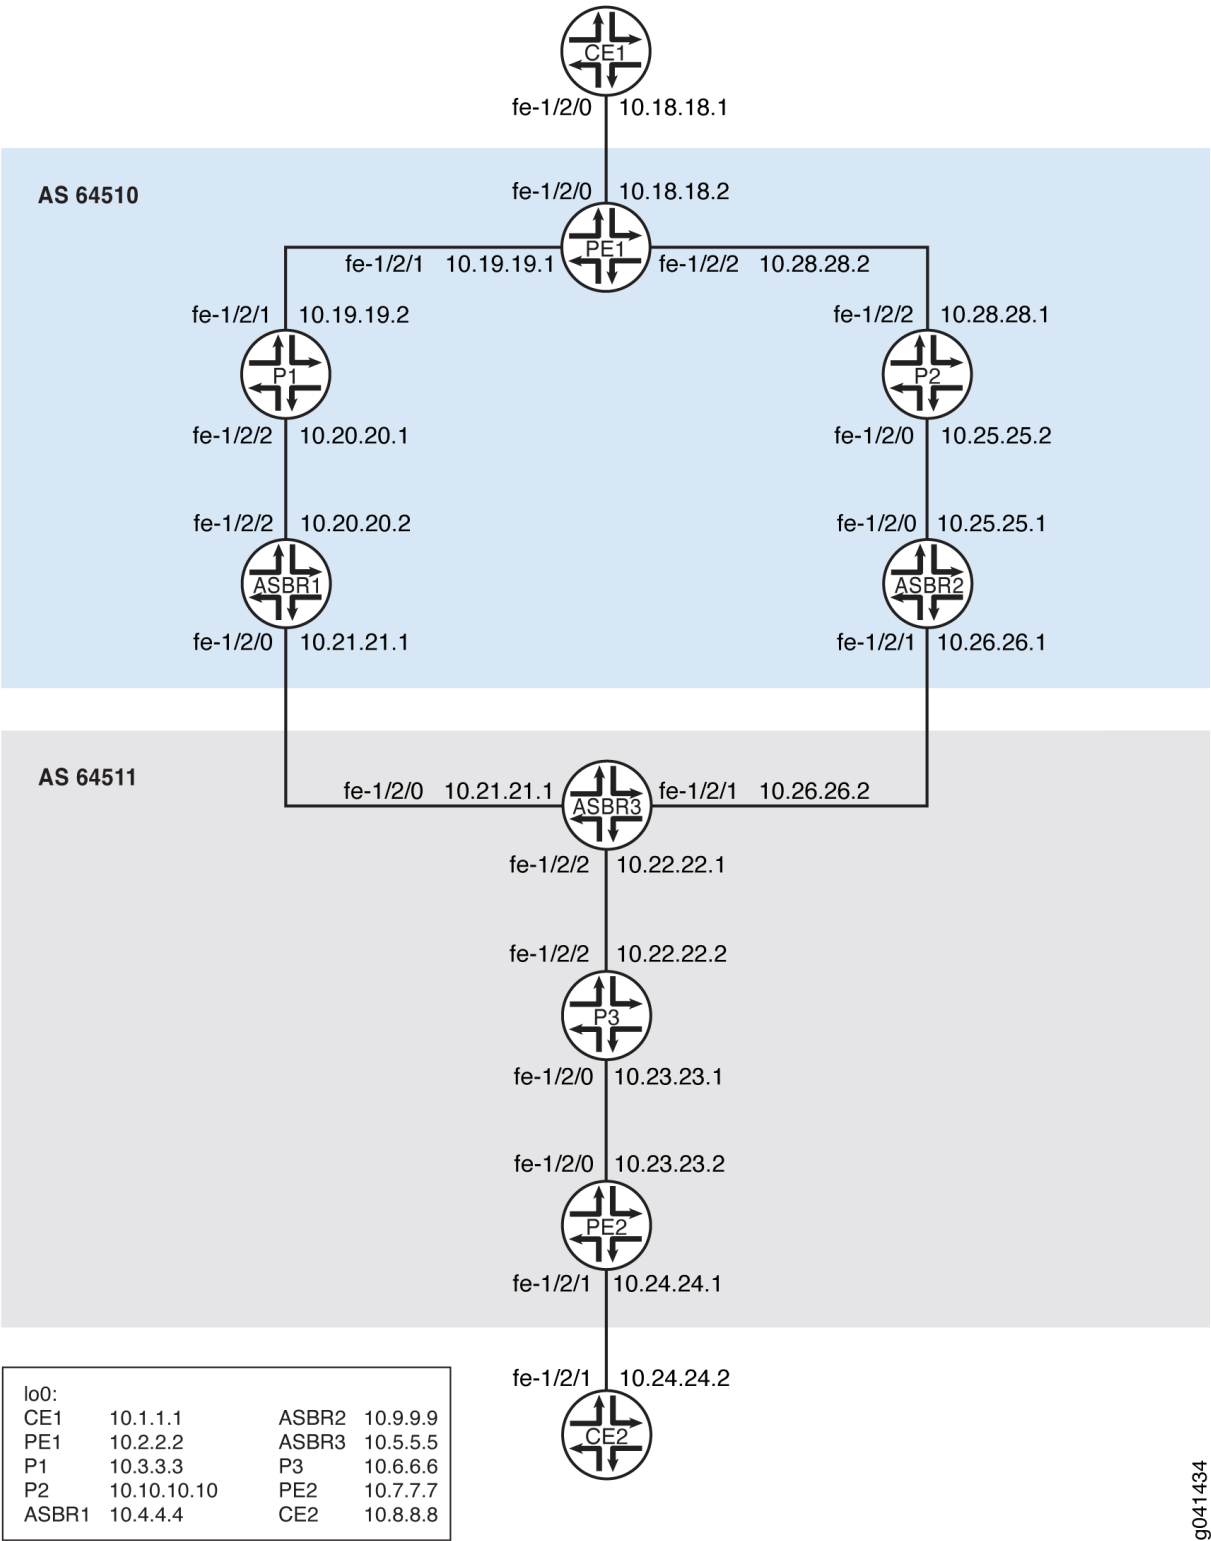 CE1
fe-1/2/0 10.18.18.1
AS 64510
fe-1/2/0 10.18.18.2
PE1
fe-1/2/1 10.19.19.1 fe-1/2/2 10.28.28.2
fe-1/2/1 10.19.19.2 fe-1/2/2 10.28.28.1
P1 P2
fe-1/2/2 10.20.20.1 fe-1/2/0 10.25.25.2
fe-1/2/2 10.20.20.2 fe-1/2/0 10.25.25.1
ASBR1 ASBR2
fe-1/2/0 10.21.21.1 fe-1/2/1 10.26.26.1
AS 64511
fe-1/2/0 10.21.21.1 fe-1/2/1 10.26.26.2
ASBR3
fe-1/2/2 10.22.22.1
fe-1/2/2 10.22.22.2
P3
fe-1/2/0 10.23.23.1
fe-1/2/0 10.23.23.2
PE2
fe-1/2/1 10.24.24.1
fe-1/2/1 10.24.24.2
CE2
lo0:
CE1 10.1.1.1 ASBR2 10.9.9.9
PE1 10.2.2.2 ASBR3 10.5.5.5
P1 10.3.3.3 P3 10.6.6.6
P2 10.10.10.10 PE2 10.7.7.7
ASBR1 10.4.4.4 CE2 10.8.8.8
g041434